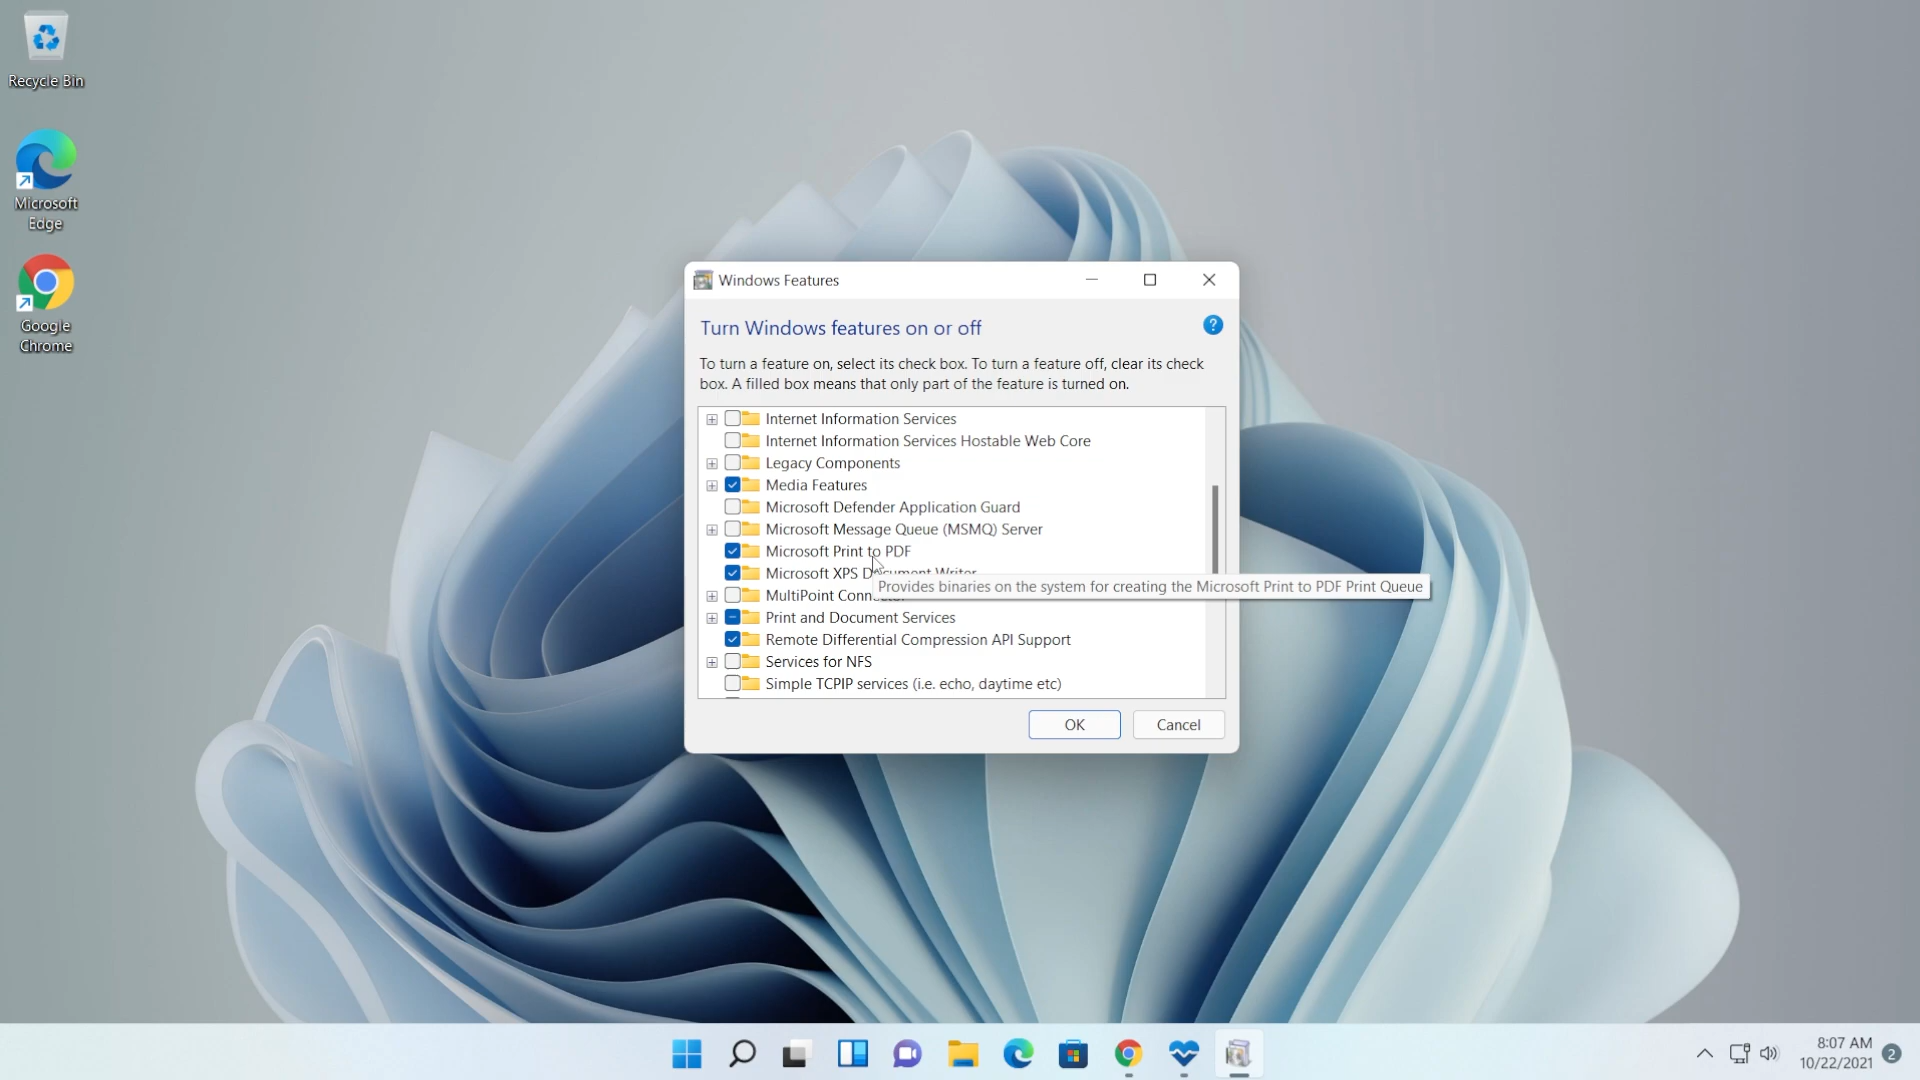 Recycle Bin
Microsoft
Edge
Google
Chrome
Windows Features
Turn Windows features on or off
?
To turn a feature on, select its check box. To turn a feature off, clear its check
box. A filled box means that only part of the feature is turned on.
Internet Information Services
Internet Information Services Hostable Web Core
Legacy Components
Media Features
Microsoft Defender Application Guard
Microsoft Message Queue (MSMQ) Server
Microsoft Print to PDF
Microsoft XPS Document Writer
Provides binaries on the system for creating the Microsoft Print to PDF Print Queue
MultiPoint Connector
Print and Document Services
Remote Differential Compression API Support
Services for NFS
Simple TCPIP services (i.e. echo, daytime etc)
OK
Cancel
8:07 AM
10/22/2021
2